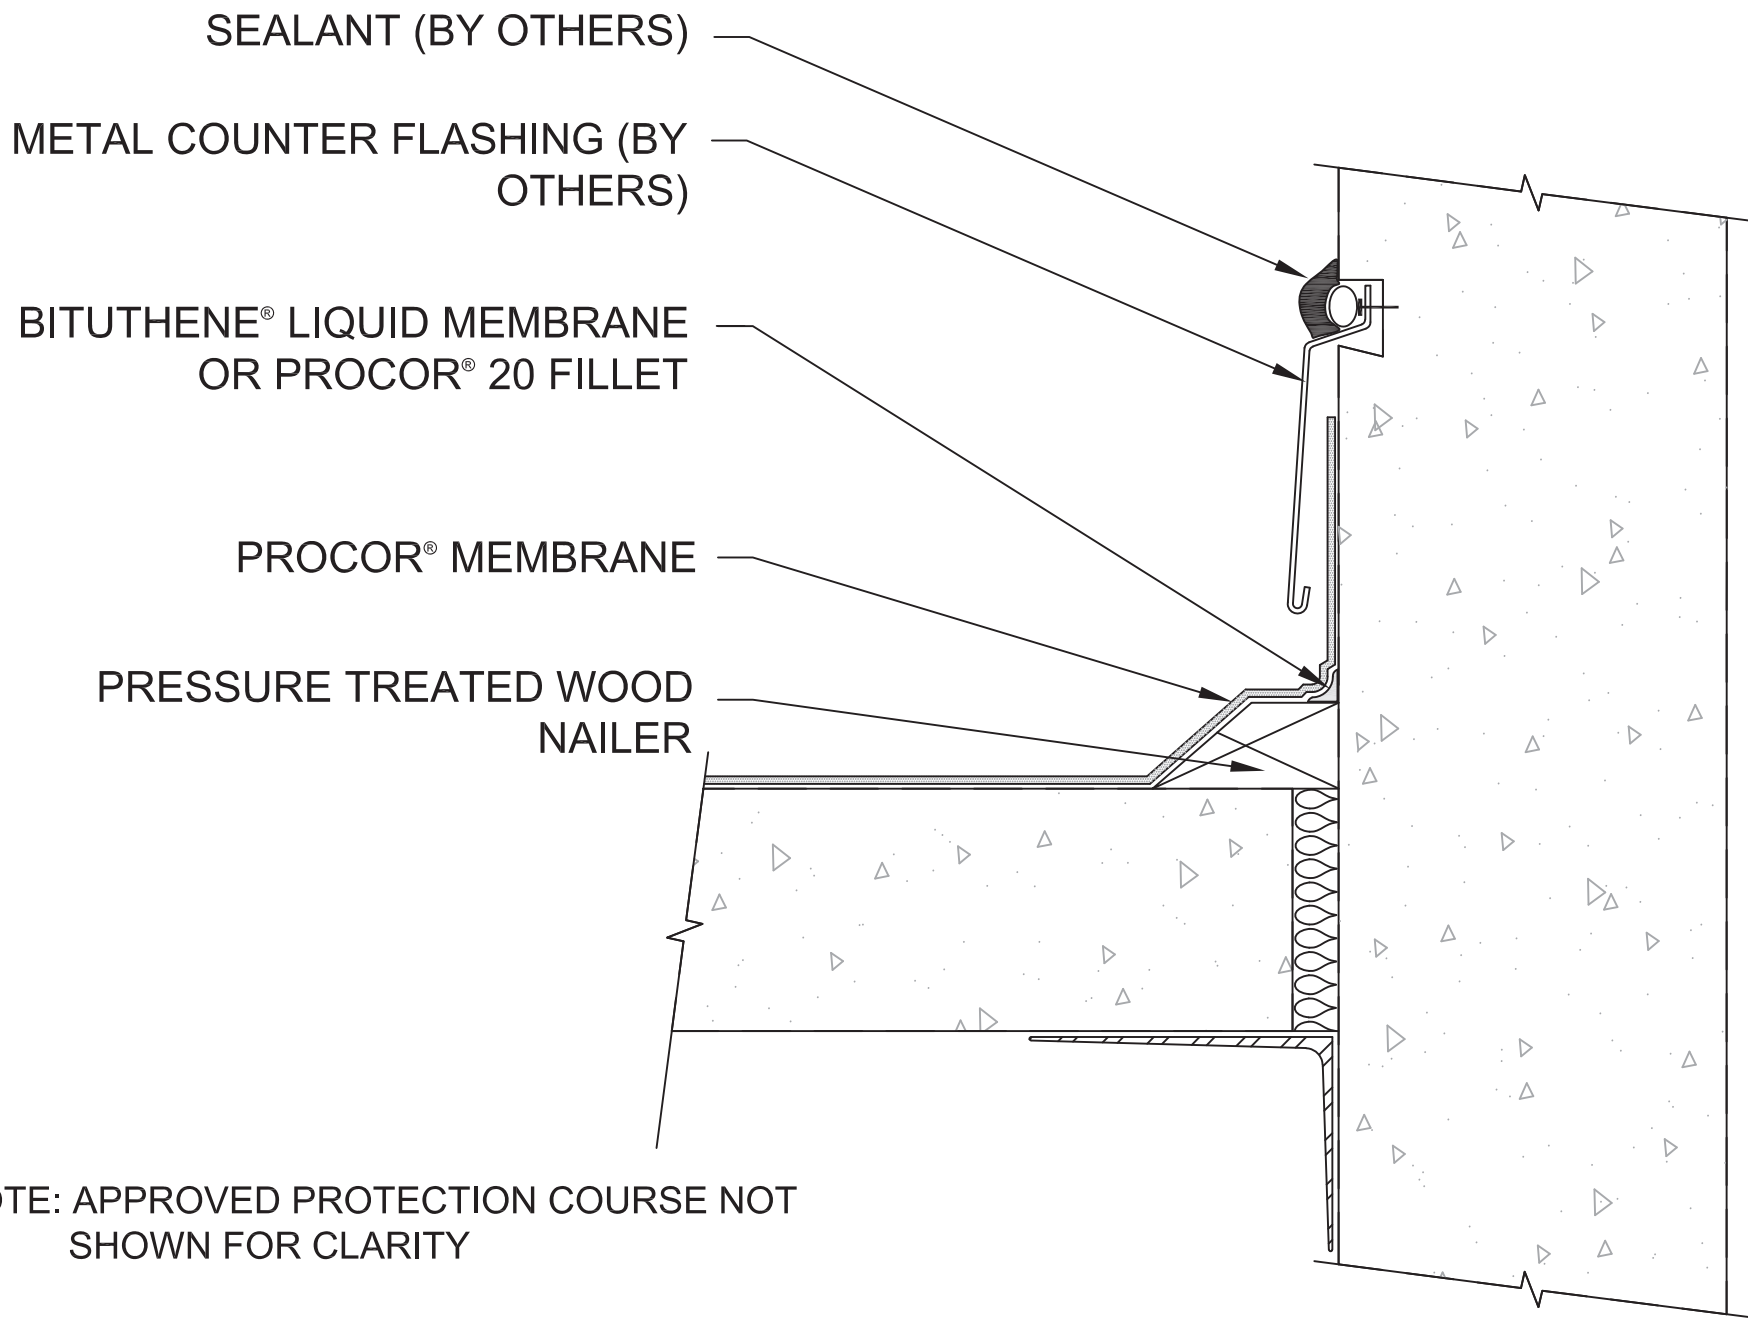 SEALANT (BY OTHERS)
METAL COUNTER FLASHING (BY
OTHERS)
BITUTHENE® LIQUID MEMBRANE
OR PROCOR® 20 FILLET
PROCOR® MEMBRANE
PRESSURE TREATED WOOD
NAILER
OTE: APPROVED PROTECTION COURSE NOT
SHOWN FOR CLARITY